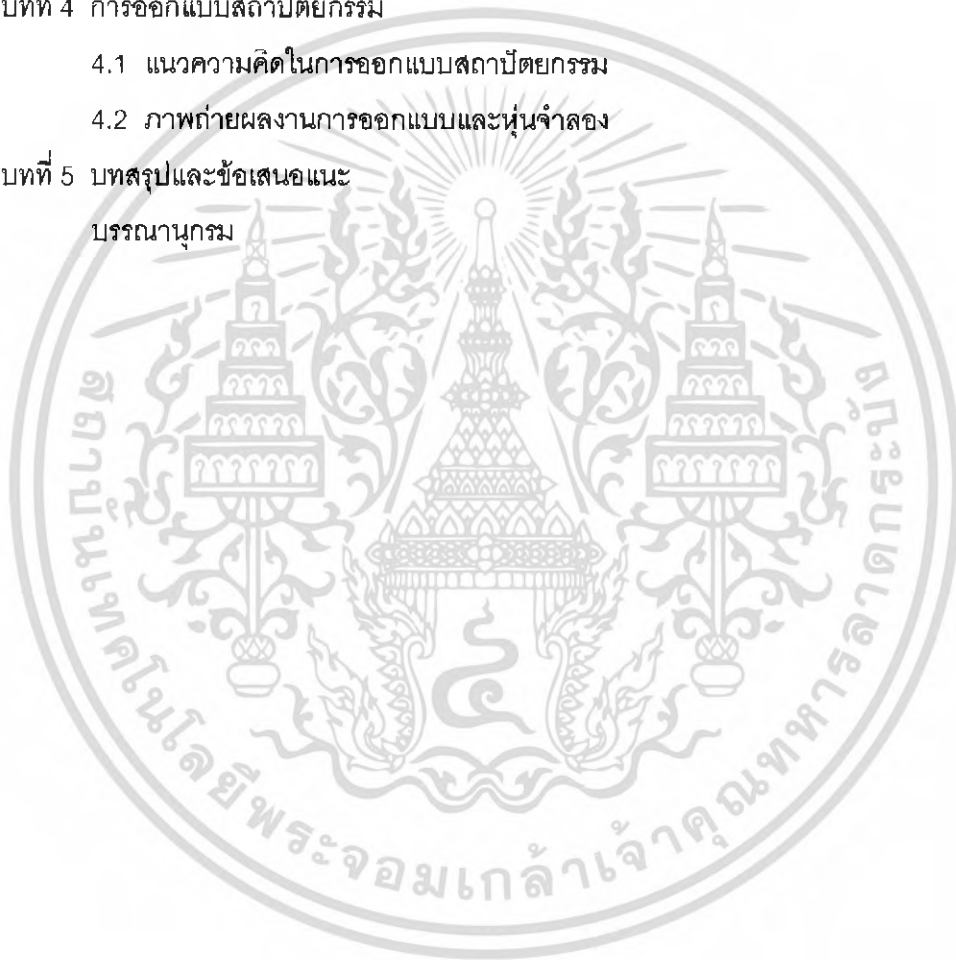 บทที่ 4 การออกแบบสถาปัตยกรรม
4.1 แนวความคิดในการออกแบบสถาปัตยกรรม
4.2 ภาพถ่ายผลงานการออกแบบและหุ่นจำลอง
บทที่ 5 บทสรุปและข้อเสนอแนะ
บรรณานุกรม
สถาบันเทคโนโลยีพระจอมเกล้าเจ้าคุณทหารลาดกระบัง
๔